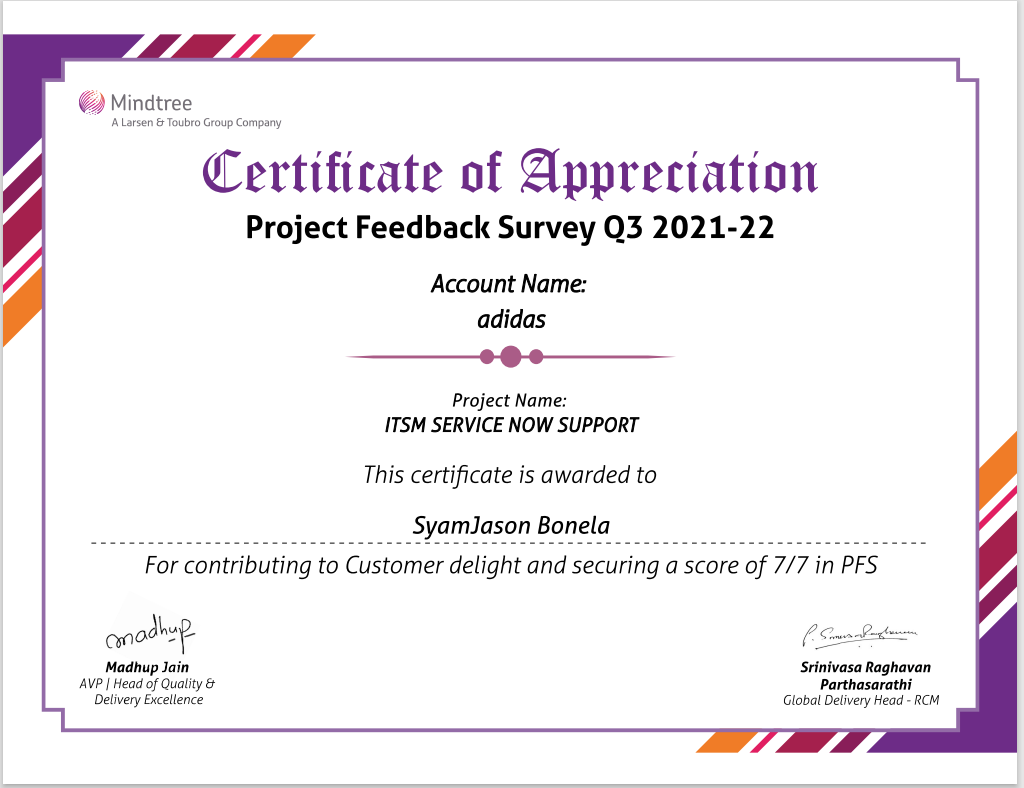 Mindtree
A Larsen & Toubro Group Company
Certificate of Appreciation
Project Feedback Survey Q3 2021-22
Account Name:
adidas
Project Name:
ITSM SERVICE NOW SUPPORT
This certificate is awarded to
SyamJason Bonela
For contributing to Customer delight and securing a score of 7/7 in PFS
madhup
Madhup Jain
AVP | Head of Quality &
Delivery Excellence
Srinivasa Raghavan
Parthasarathi
Global Delivery Head - RCM